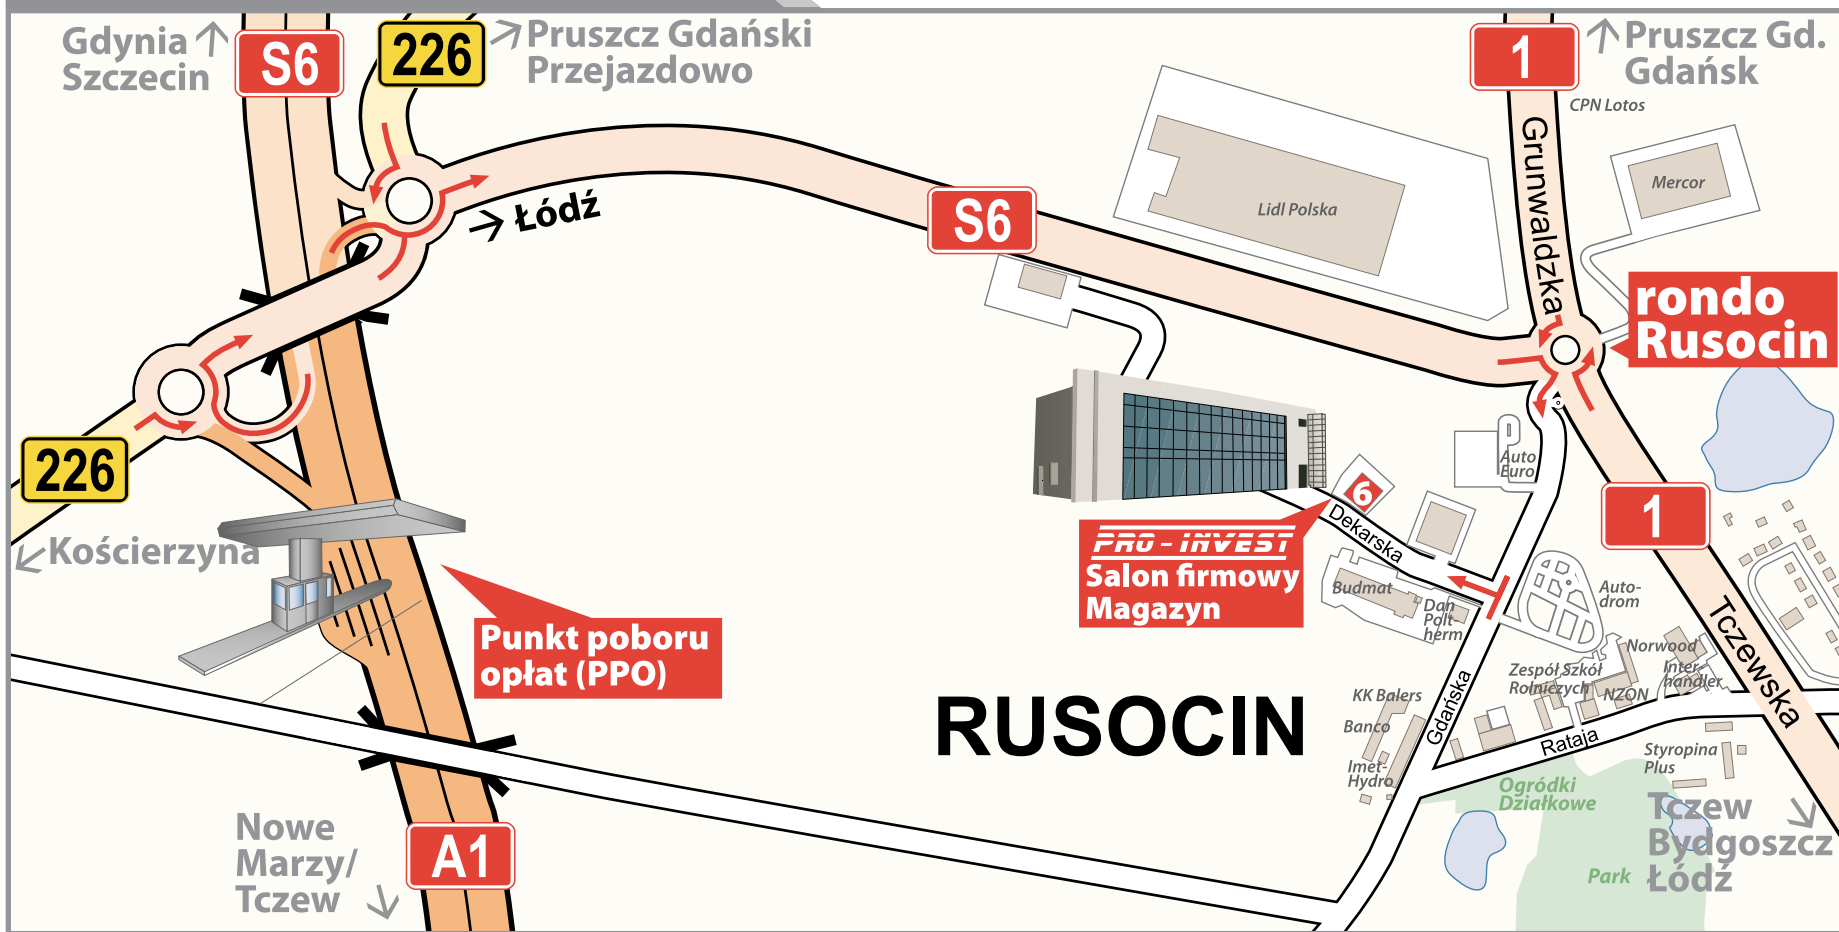 Gdynia
Szczecin
S6
226
Pruszcz Gdański
Przejazdowo
1
Pruszcz Gd.
Gdańsk
CPN Lotos
Grunwaldzka
Mercor
Lidl Polska
Łódź
S6
rondo
Rusocin
226
Kościerzyna
Auto
Euro
6
Dekarska
1
PRO-INVEST
Salon firmowy
Magazyn
Budmat
Dan
Polt-
herm
Auto-
drom
Punkt poboru
opłat (PPO)
Tczewska
Norwood
Inter-
handler
Zespół Szkół
Rolniczych
NZON
RUSOCIN
KK Balers
Banco
Imet-
Hydro
Gdańska
Rataja
Styropina
Plus
Ogródki
Działkowe
Nowe
Marzy/
Tczew
A1
Tczew
Bydgoszcz
Łódź
Park